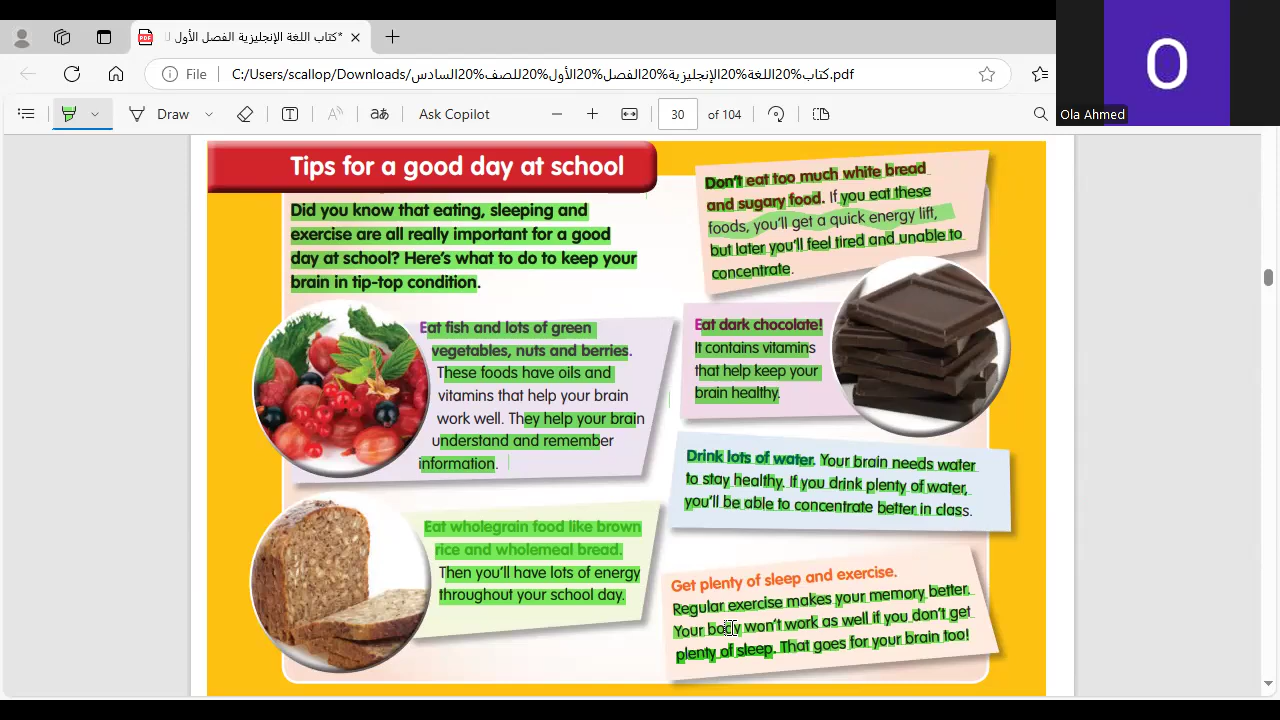 *كتاب اللغة الإنجليزية الفصل الأول ل
File
C:/Users/scallop/Downloads/كتاب%20اللغة%20الإنجليزية%20الفصل%20الأول%20للصف%20السادس.pdf
Draw
Ask Copilot
30 of 104
O
Ola Ahmed
Tips for a good day at school
Did you know that eating, sleeping and
exercise are all really important for a good
day at school? Here's what to do to keep your
brain in tip-top condition.
Eat fish and lots of green
vegetables, nuts and berries.
These foods have oils and
vitamins that help your brain
work well. They help your brain
understand and remember
information.
Eat wholegrain food like brown
rice and wholemeal bread.
Then you'll have lots of energy
throughout your school day.
Don't eat too much white bread
and sugary food. If you eat these
foods, you'll get a quick energy lift,
but later you'll feel tired and unable to
concentrate.
Eat dark chocolate!
It contains vitamins
that help keep your
brain healthy.
Drink lots of water. Your brain needs water
to stay healthy. If you drink plenty of water,
you'll be able to concentrate better in class.
Get plenty of sleep and exercise.
Regular exercise makes your memory better.
Your body won't work as well if you don't get
plenty of sleep. That goes for your brain too!